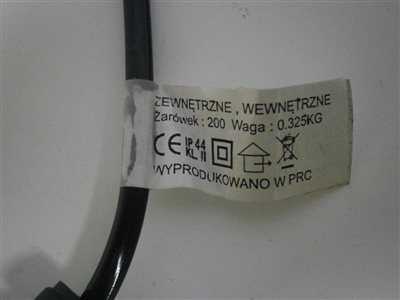 ZEWNĘTRZNE , WEWNĘTRZNE
Żarówek : 200 Waga : 0.325KG
CE IP 44
KL. II
WYPRODUKOWANO W PRC